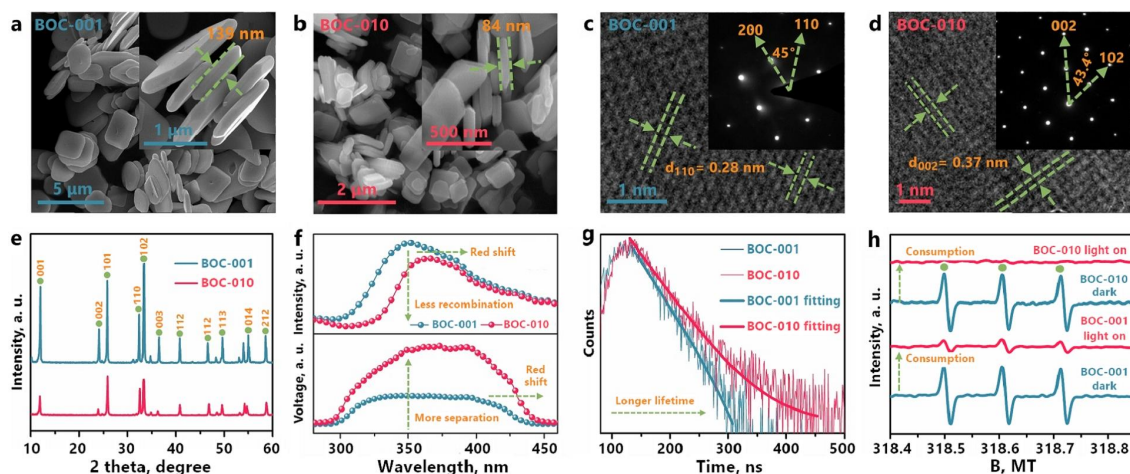 a
BOC-001
139 nm
1 μm
5 μm
b
BOC-010
84 nm
500 nm
2 μm
c
BOC-001
200
110
45°
d110= 0.28 nm
1 nm
d
BOC-010
002
102
43.4°
d002= 0.37 nm
1 nm
e
Intensity, a. u.
001
002
101
110
102
003
112
112
113
014
212
BOC-001
BOC-010
10 20 30 40 50 60
2 theta, degree
f
Intensity, a. u.
Red shift
Less recombination
BOC-001 BOC-010
Voltage, a. u.
Red
shift
More separation
300 350 400 450
Wavelength, nm
g
Counts
BOC-001
BOC-010
BOC-001 fitting
BOC-010 fitting
Longer lifetime
100 200 300 400 500
Time, ns
h
Intensity, a. u.
Consumption
BOC-010 light on
BOC-010
dark
BOC-001
light on
Consumption
BOC-001
dark
318.4 318.5 318.6 318.7 318.8
B, MT